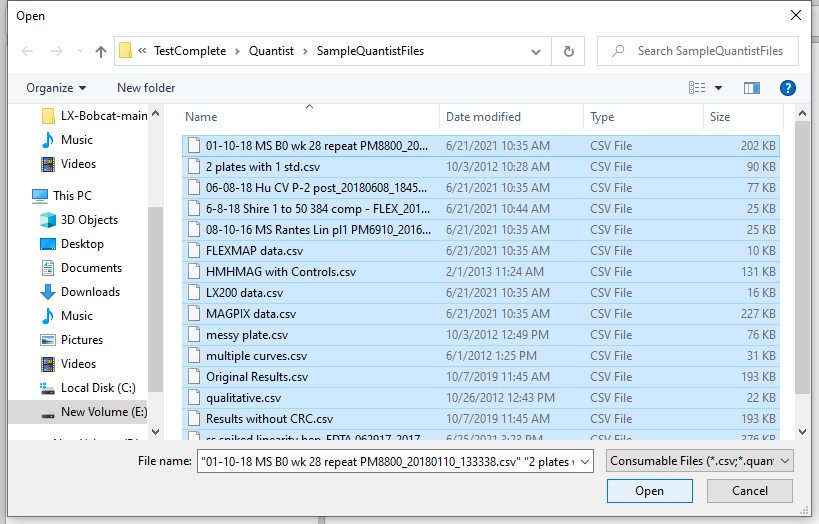 Open
« TestComplete > Quantist > SampleQuantistFiles
Search SampleQuantistFiles
Organize
New folder
LX-Bobcat-main
Music
Videos
This PC
3D Objects
Desktop
Documents
Downloads
Music
Pictures
Videos
Local Disk (C:)
New Volume (E:)
Name Date modified Type Size
01-10-18 MS B0 wk 28 repeat PM8800_20... 6/21/2021 10:35 AM CSV File 202 KB
2 plates with 1 std.csv 10/3/2012 10:28 AM CSV File 90 KB
06-08-18 Hu CV P-2 post_20180608_1845... 6/21/2021 10:35 AM CSV File 77 KB
6-8-18 Shire 1 to 50 384 comp - FLEX_201... 6/21/2021 10:44 AM CSV File 25 KB
08-10-16 MS Rantes Lin pl1 PM6910_2016... 6/21/2021 10:35 AM CSV File 25 KB
FLEXMAP data.csv 6/21/2021 10:35 AM CSV File 10 KB
HMHMAG with Controls.csv 2/1/2013 11:24 AM CSV File 131 KB
LX200 data.csv 6/21/2021 10:35 AM CSV File 16 KB
MAGPIX data.csv 6/21/2021 10:35 AM CSV File 227 KB
messy plate.csv 10/3/2012 12:49 PM CSV File 76 KB
multiple curves.csv 6/1/2012 1:25 PM CSV File 31 KB
Original Results.csv 10/7/2019 11:45 AM CSV File 193 KB
qualitative.csv 10/26/2012 12:43 PM CSV File 22 KB
Results without CRC.csv 10/7/2019 11:45 AM CSV File 193 KB
6/25/2021 3:23 PM CSV File 376 KB
File name: "01-10-18 MS B0 wk 28 repeat PM8800_20180110_133338.csv" "2 plates
Consumable Files (*.csv;*.quan
Open
Cancel